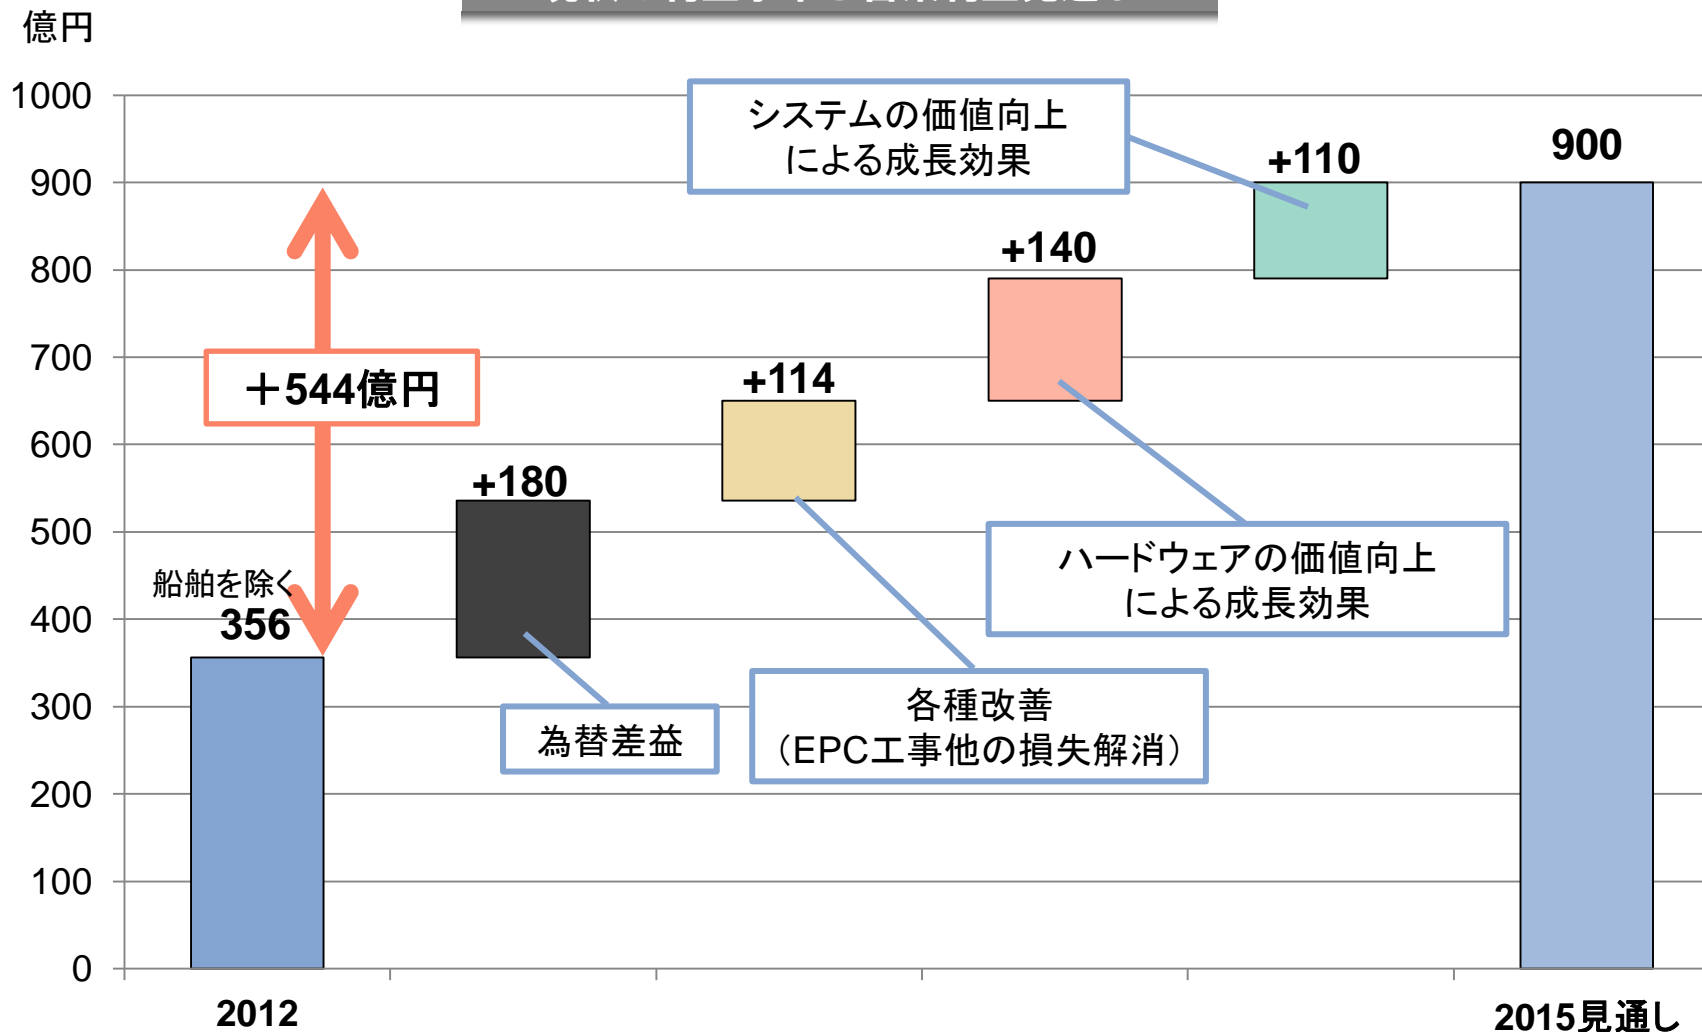 億円
1000
900
800
700
600
500
400
300
200
100
0
システムの価値向上
による成長効果
+110
900
+140
+114
+180
＋544億円
船舶を除く
356
ハードウェアの価値向上
による成長効果
各種改善
（EPC工事他の損失解消）
為替差益
2012
2015見通し